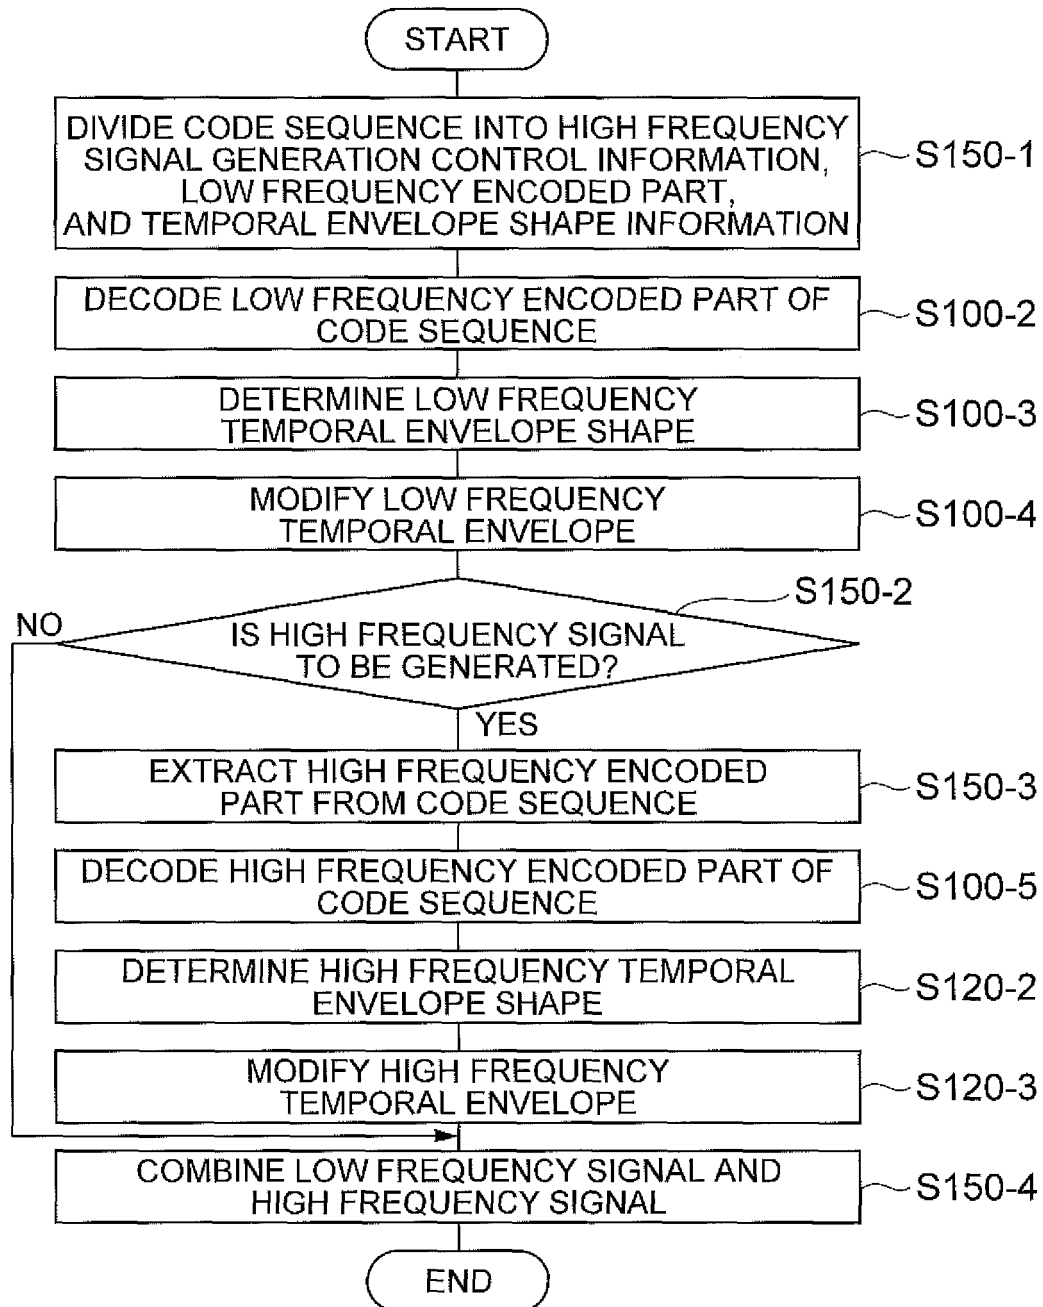 START
DIVIDE CODE SEQUENCE INTO HIGH FREQUENCY
SIGNAL GENERATION CONTROL INFORMATION,
LOW FREQUENCY ENCODED PART,
AND TEMPORAL ENVELOPE SHAPE INFORMATION
S150-1
DECODE LOW FREQUENCY ENCODED PART OF
CODE SEQUENCE
S100-2
DETERMINE LOW FREQUENCY
TEMPORAL ENVELOPE SHAPE
S100-3
MODIFY LOW FREQUENCY
TEMPORAL ENVELOPE
S100-4
S150-2
NO
IS HIGH FREQUENCY SIGNAL
TO BE GENERATED?
YES
EXTRACT HIGH FREQUENCY ENCODED
PART FROM CODE SEQUENCE
S150-3
DECODE HIGH FREQUENCY ENCODED PART OF
CODE SEQUENCE
S100-5
DETERMINE HIGH FREQUENCY TEMPORAL
ENVELOPE SHAPE
S120-2
MODIFY HIGH FREQUENCY
TEMPORAL ENVELOPE
S120-3
COMBINE LOW FREQUENCY SIGNAL AND
HIGH FREQUENCY SIGNAL
S150-4
END